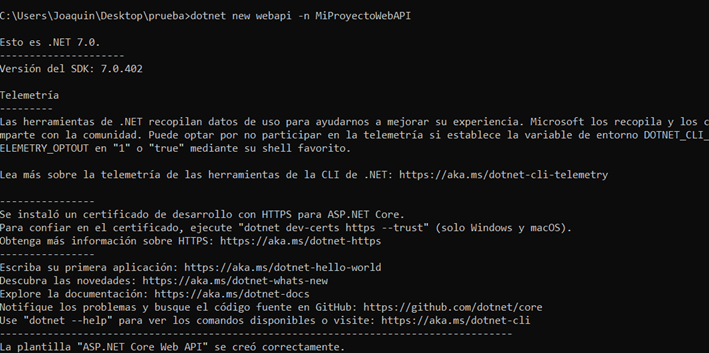 C:\Users\Joaquin\Desktop\prueba>dotnet new webapi -n MiProyectoWebAPI
Esto es .NET 7.0.
---------------------
Versión del SDK: 7.0.402
Telemetría
---------
Las herramientas de .NET recopilan datos de uso para ayudarnos a mejorar su experiencia. Microsoft los recopila y los c
mparte con la comunidad. Puede optar por no participar en la telemetría si establece la variable de entorno DOTNET_CLI_
ELEMETRY_OPTOUT en "1" o "true" mediante su shell favorito.
Lea más sobre la telemetría de las herramientas de la CLI de .NET: https://aka.ms/dotnet-cli-telemetry
----------------
Se instaló un certificado de desarrollo con HTTPS para ASP.NET Core.
Para confiar en el certificado, ejecute "dotnet dev-certs https --trust" (solo Windows y macOS).
Obtenga más información sobre HTTPS: https://aka.ms/dotnet-https
----------------
Escriba su primera aplicación: https://aka.ms/dotnet-hello-world
Descubra las novedades: https://aka.ms/dotnet-whats-new
Explore la documentación: https://aka.ms/dotnet-docs
Notifique los problemas y busque el código fuente en GitHub: https://github.com/dotnet/core
Use "dotnet --help" para ver los comandos disponibles o visite: https://aka.ms/dotnet-cli
--------------------------------------------------------------------------------------
La plantilla "ASP.NET Core Web API" se creó correctamente.